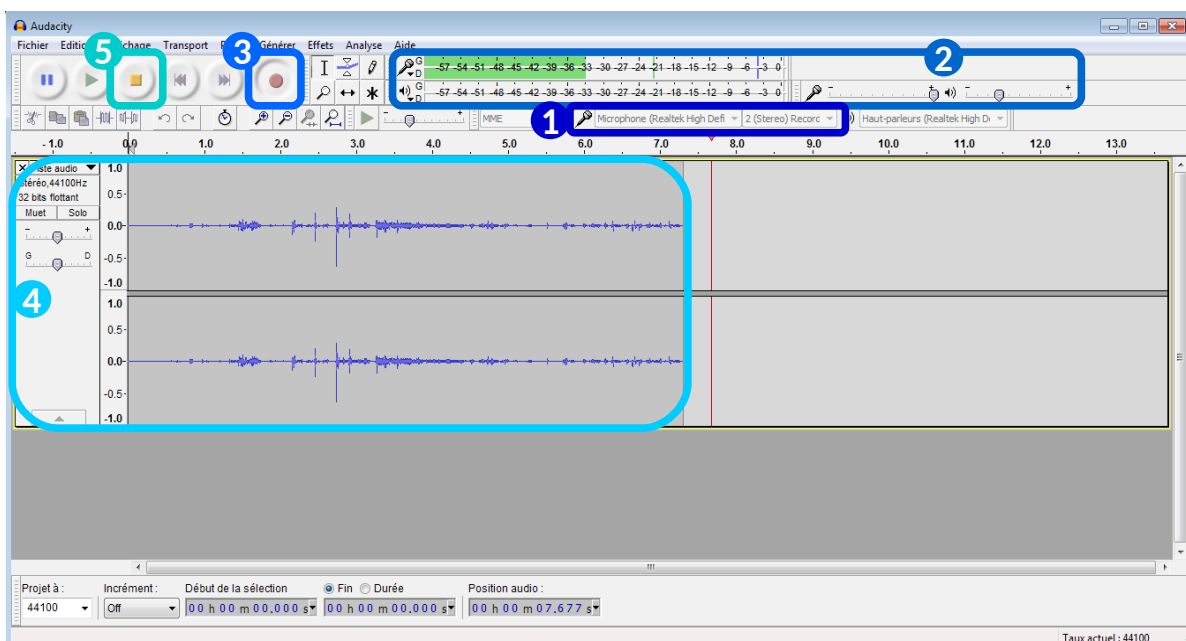 Audacity
Fichier Edition Affichage Transport Générer Effets Analyse Aide
5
3
2
G
D
-57 -54 -51 -48 -45 -42 -39 -36 -33 -30 -27 -24 -21 -18 -15 -12 -9 -6 -3 0
G
D
-57 -54 -51 -48 -45 -42 -39 -36 -33 -30 -27 -24 -21 -18 -15 -12 -9 -6 -3 0
- +
- +
- +
MME
1
Microphone (Realtek High Defi
2 (Stereo) Record
Haut-parleurs (Realtek High De
- 1.0 0.0 1.0 2.0 3.0 4.0 5.0 6.0 7.0 8.0 9.0 10.0 11.0 12.0 13.0
X Piste audio
Stéréo,44100Hz
32 bits flottant
Muet Solo
- +
G D
4
1.0
0.5
0.0
-0.5
-1.0
1.0
0.5
0.0
-0.5
-1.0
Projet à : Incrément : Début de la sélection Fin Durée Position audio :
44100 Off 00 h 00 m 00,000 s 00 h 00 m 00,000 s 00 h 00 m 07,677 s
Taux actuel : 44100